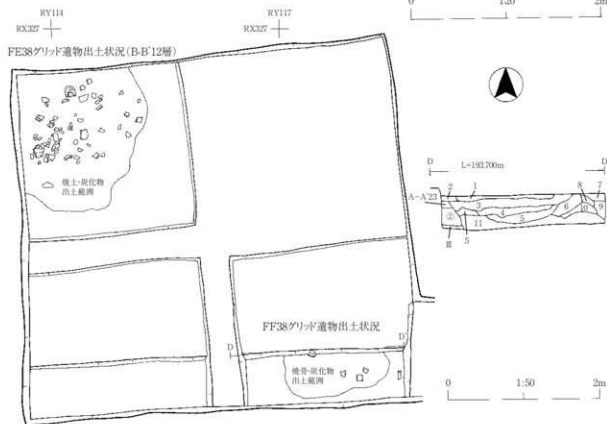 RY114
RX327
RY117
RX327
0 1:20 2m
FE38グリッド遺物出土状況(B-B'12層)
焼土・炭化物
出土範囲
D D'
L=193.700m
2 1 8 7
A-A'23
3 6 10 9
② 4
5 11 5
Ⅲ
FF38グリッド遺物出土状況
D D'
焼骨・炭化物
出土範囲
0 1:50 2m